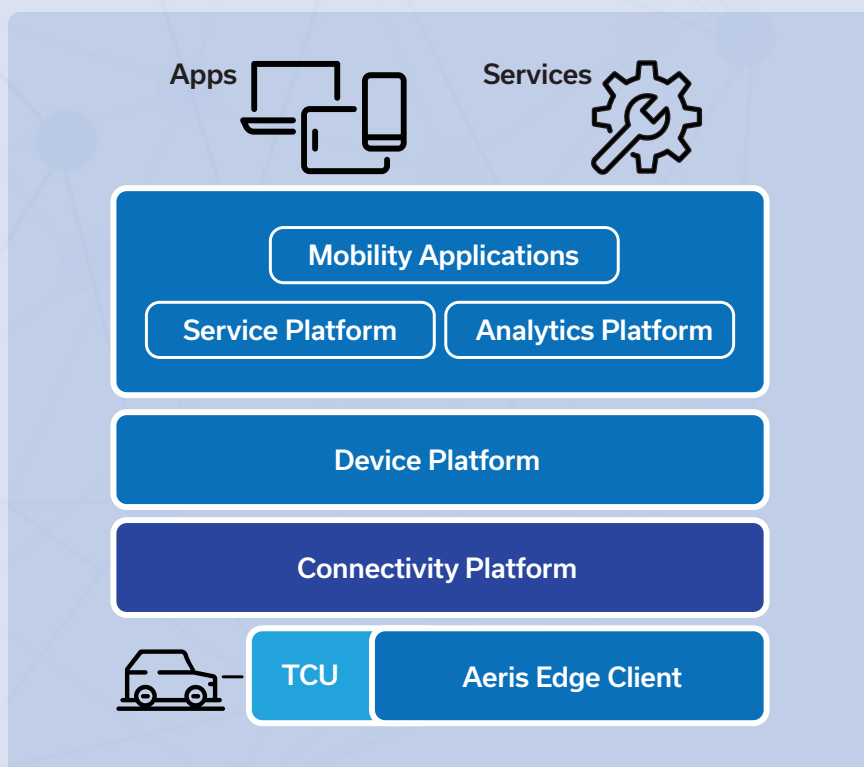 Apps
Services
Mobility Applications
Service Platform
Analytics Platform
Device Platform
Connectivity Platform
TCU
Aeris Edge Client